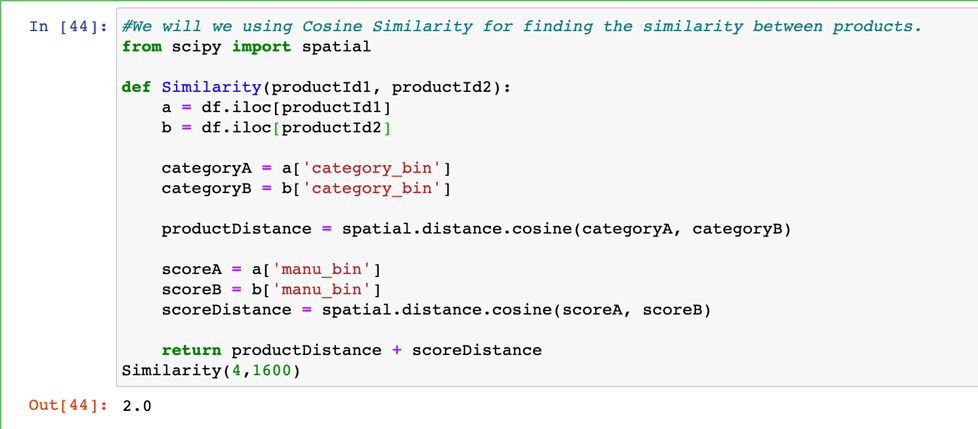 In [44]: #We will we using Cosine Similarity for finding the similarity between products.
from scipy import spatial
def Similarity(productId1, productId2):
a = df.iloc[productId1]
b = df.iloc[productId2]
categoryA = a['category_bin']
categoryB = b['category_bin']
productDistance = spatial.distance.cosine(categoryA, categoryB)
scoreA = a['manu_bin']
scoreB = b['manu_bin']
scoreDistance = spatial.distance.cosine(scoreA, scoreB)
return productDistance + scoreDistance
Similarity(4,1600)
Out[44]: 2.0